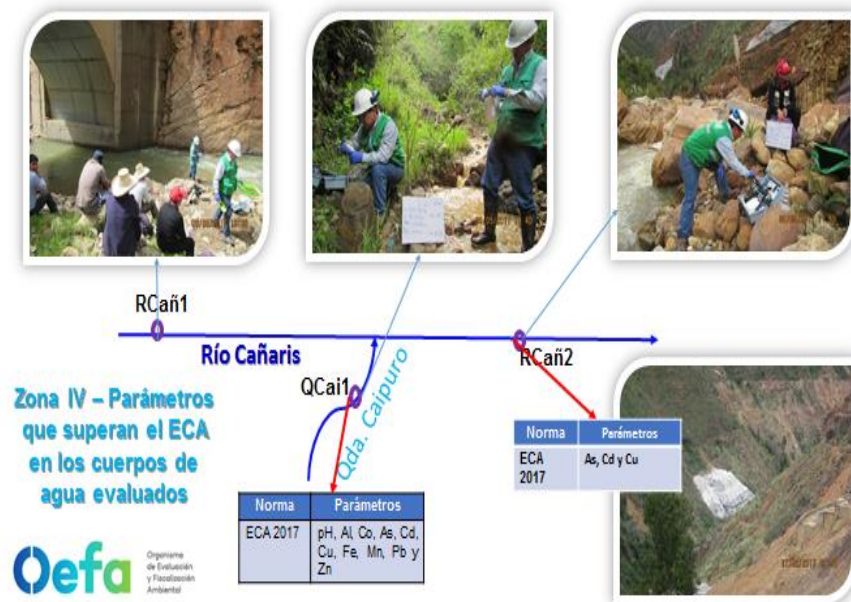 RCañ1
Río Cañaris
RCañ2
QCai1
Qda. Caipuro
Zona IV – Parámetros
que superan el ECA
en los cuerpos de
agua evaluados
Norma Parámetros
ECA 2017 As, Cd y Cu
Norma Parámetros
ECA 2017 pH, Al, Co, As, Cd,
Cu, Fe, Mn, Pb y
Zn
Oefa
Organismo
de Evaluación
y Fiscalización
Ambiental